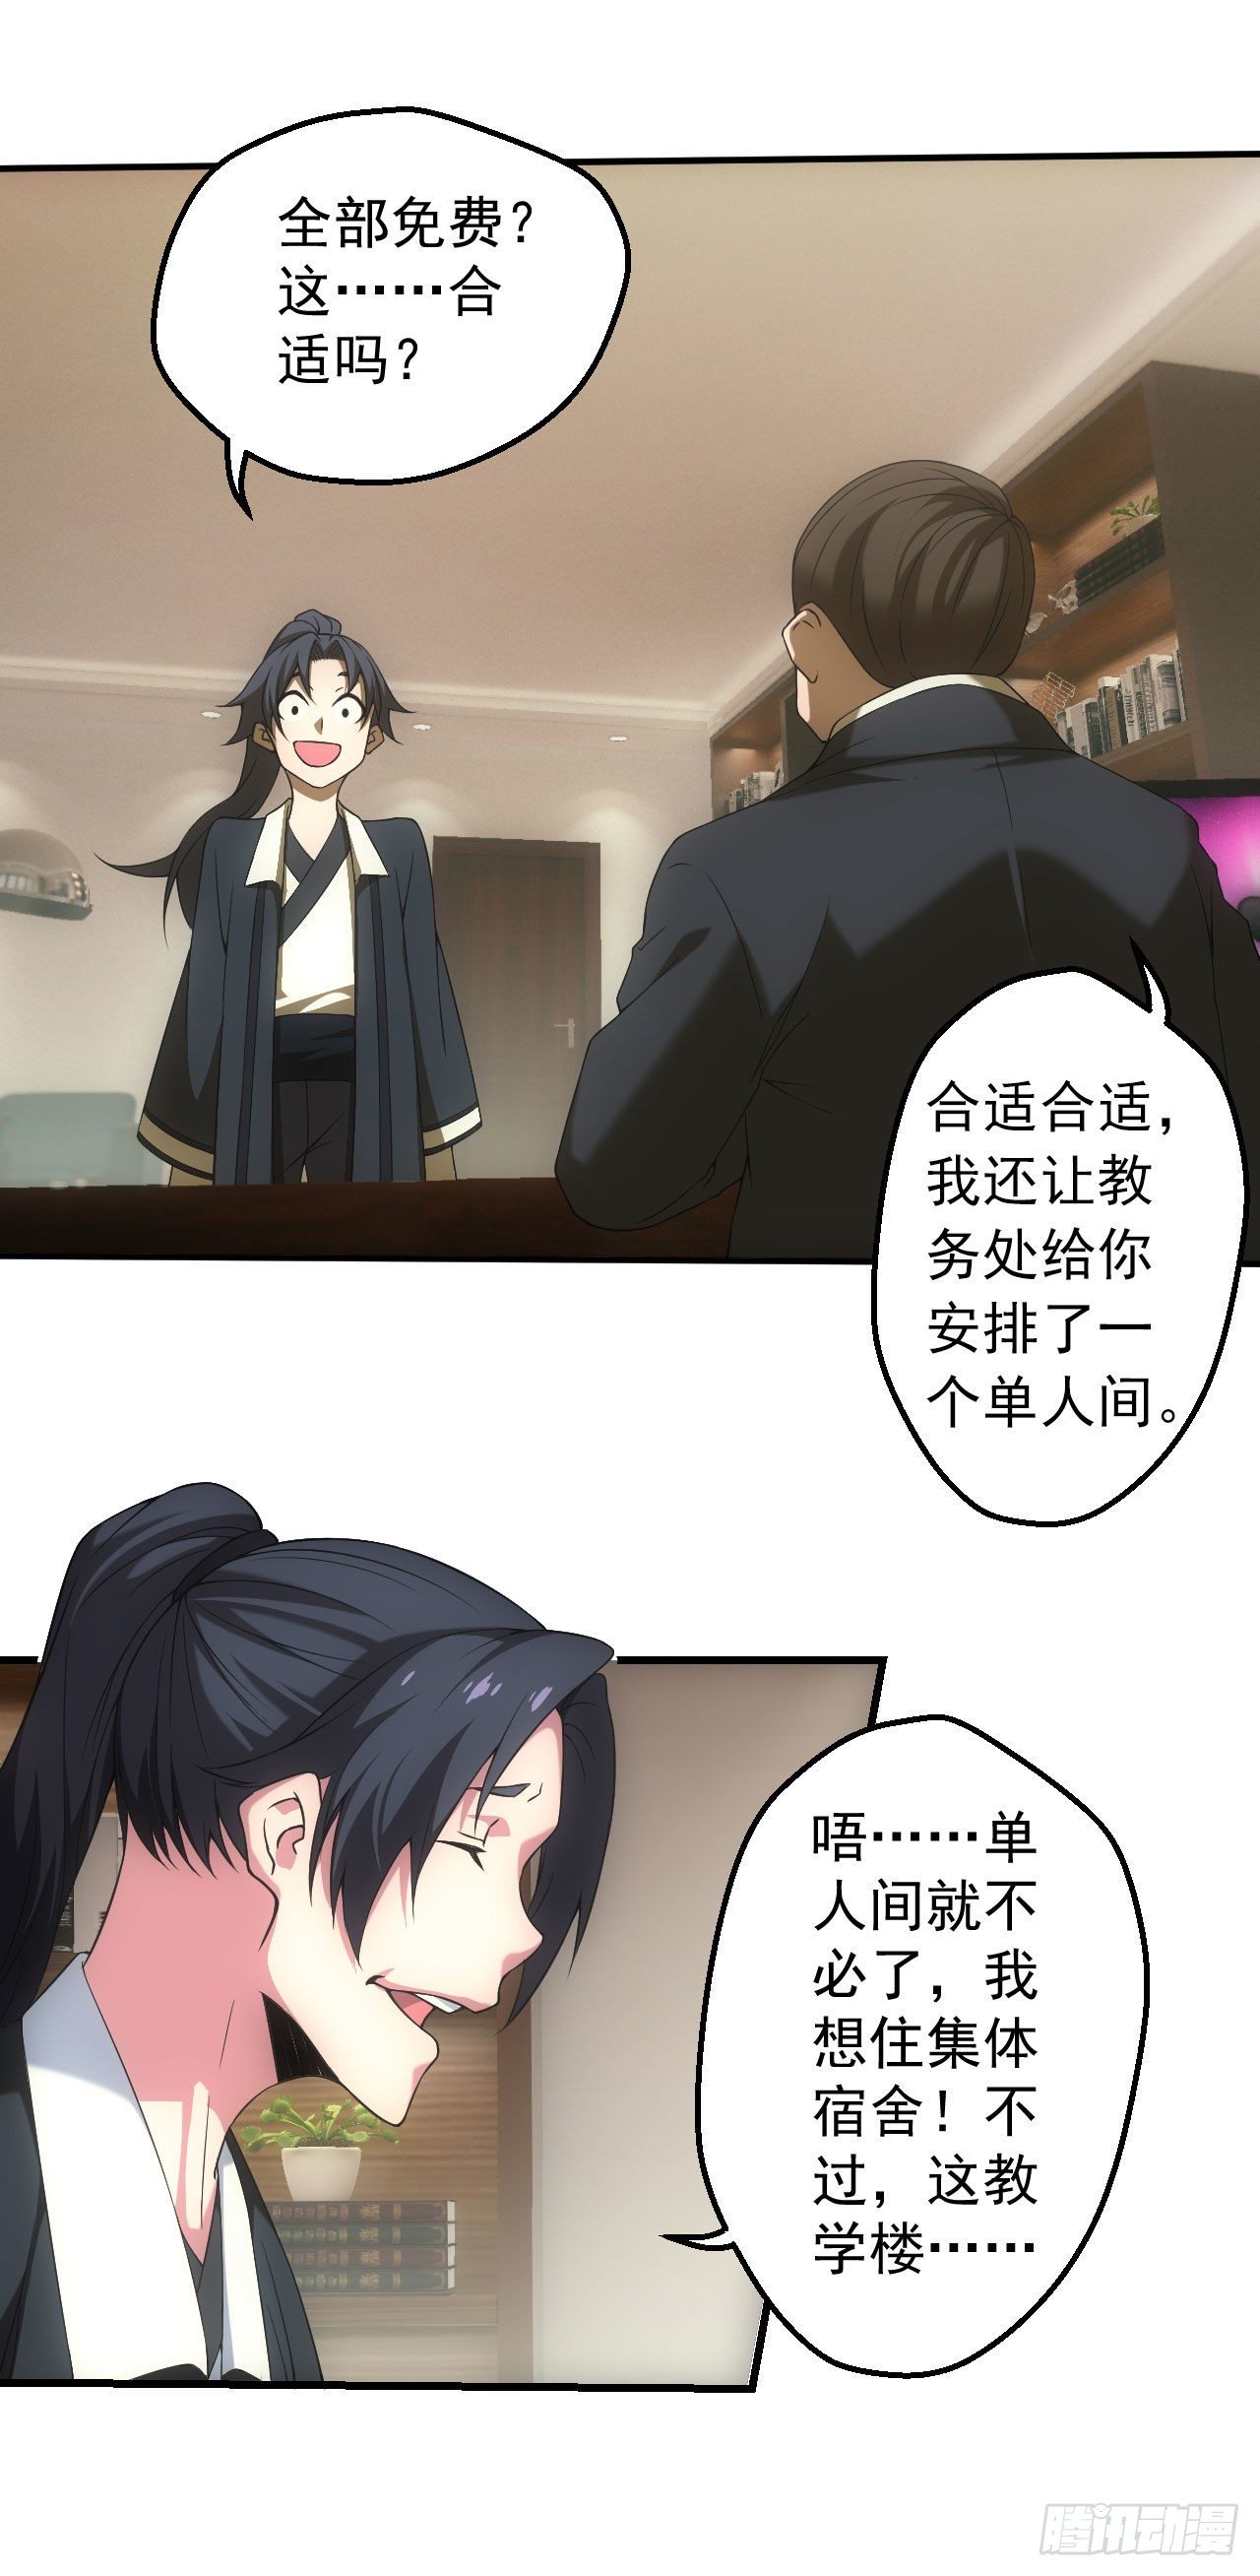 全部免费？
这……合
适吗？
合适合适，
我还让教
务处给你
安排了一
个单人间。
唔……单
人间就不
必了，我
想住集体
宿舍！不
过，这教
学楼……
腾讯动漫